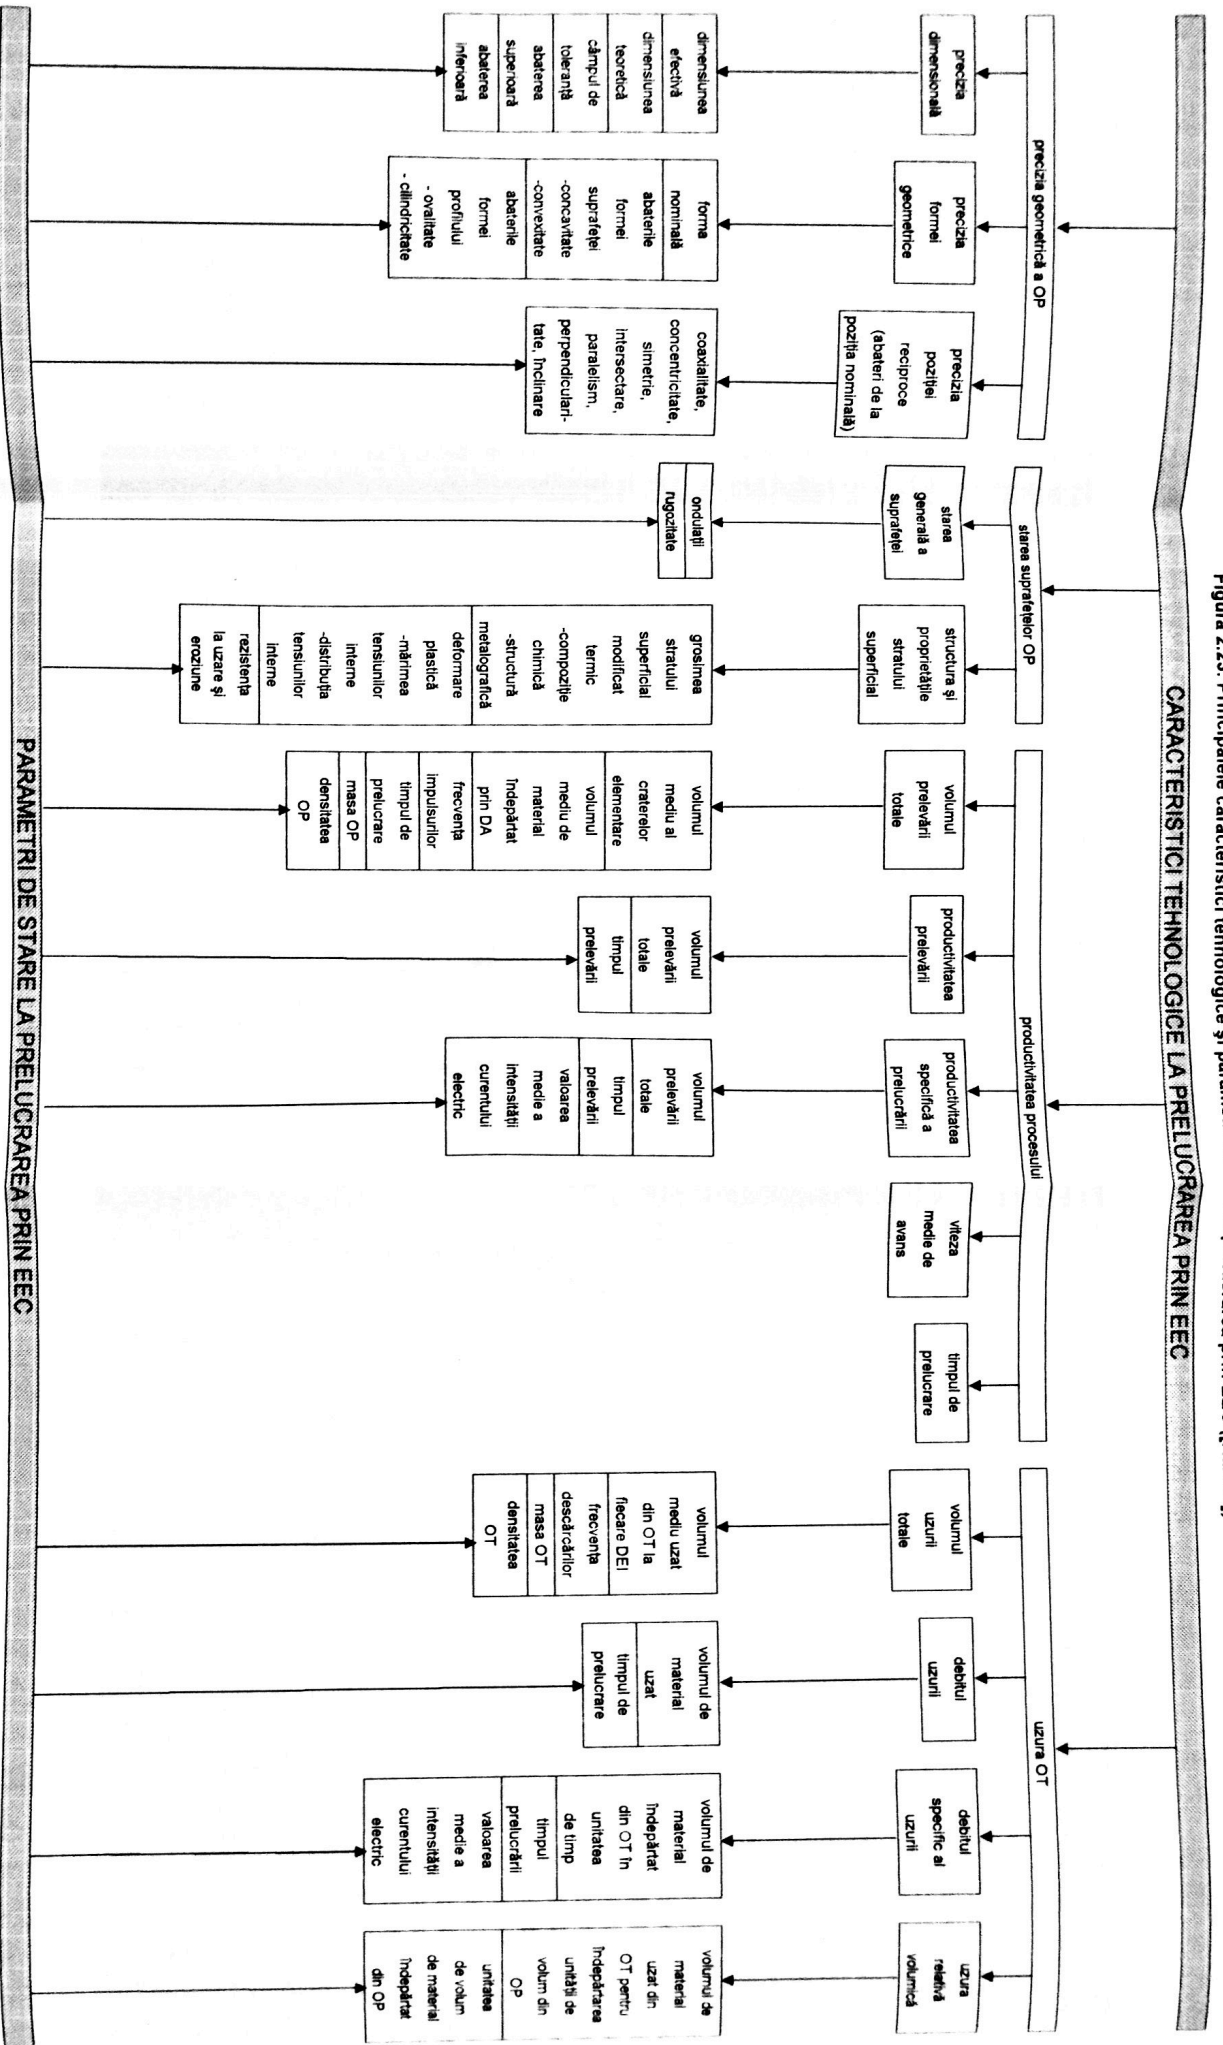 Figura 2.25. Principalele caracteristici tehnologice și
CARACTERISTICI TEHNOLOGICE LA PRELUCRAREA PRIN EEC
precizia geometrică a OP
starea suprafețelor OP
productivitatea procesului
uzura OT
precizia
dimensională
precizia
formei
geometrice
precizia
poziției
reciproce
(abateri de la
poziția nominală)
starea
generală a
suprafeței
structura și
proprietățile
stratului
superficial
volumul
prelevării
totale
productivitatea
prelevării
productivitatea
specifică a
prelucrării
viteza
medie de
avans
timpul de
prelucrare
volumul
uzurii
totale
debitul
uzurii
debitul
specific al
uzurii
uzura
relativă
volumică
dimensiunea
efectivă
dimensiunea
teoretică
câmpul de
toleranță
abaterea
superioară
abaterea
inferioară
forma
nominală
abaterile
formei
suprafeței
-concavitate
-convexitate
abaterile
formei
profilului
- ovalitate
- cilindricitate
coaxialitate,
concentricitate,
simetrie,
intersectare,
paralelism,
perpendiculari-
tate, înclinare
ondulații
rugozitate
grosimea
stratului
superficial
modificat
termic
-compoziție
chimică
-structură
metalografică
deformare
plastică
-mărimea
tensiunilor
interne
-distribuția
tensiunilor
interne
rezistența
la uzare și
eroziune
volumul
mediu al
craterelor
elementare
volumul
mediu de
material
îndepărtat
prin DA
frecvența
impulsurilor
timpul de
prelucrare
masa OP
densitatea
OP
volumul
prelevării
totale
timpul
prelevării
volumul
prelevării
totale
timpul
prelevării
valoarea
medie a
intensității
curentului
electric
volumul
mediu uzat
din OT la
fiecare DEI
frecvența
descărcărilor
masa OT
densitatea
OT
volumul de
material
uzat
timpul de
prelucrare
volumul de
material
îndepărtat
din OT în
unitatea
de timp
timpul
prelucrării
valoarea
medie a
intensității
curentului
electric
volumul de
material
uzat din
OT pentru
îndepărtarea
unității de
volum din
OP
unitatea
de volum
de material
îndepărtat
din OP
PARAMETRI DE STARE LA PRELUCRAREA PRIN EEC